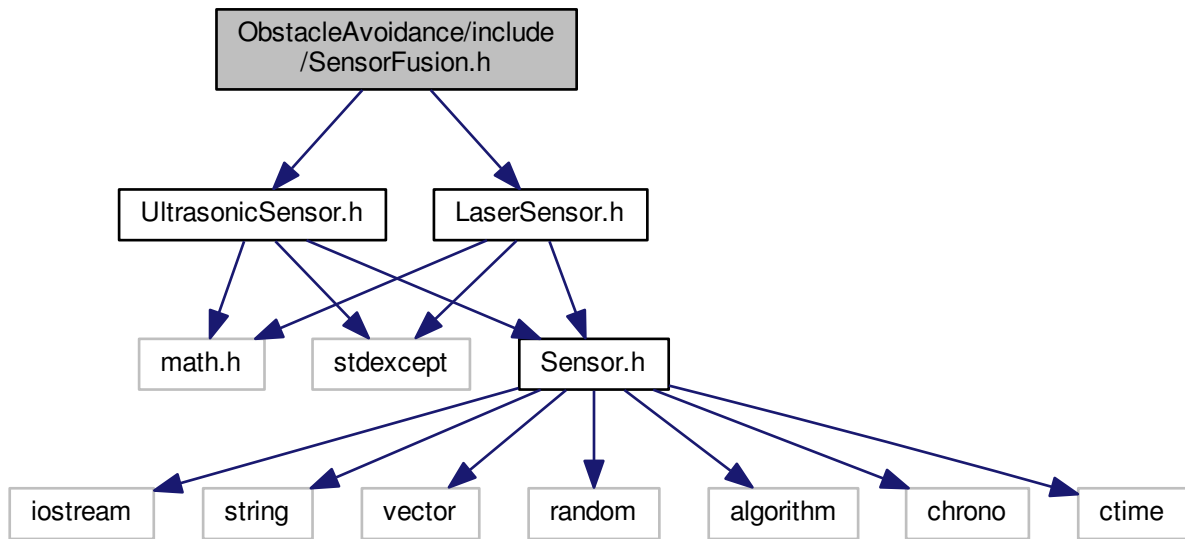 ObstacleAvoidance/include
/SensorFusion.h
UltrasonicSensor.h
LaserSensor.h
math.h
stdexcept
Sensor.h
iostream
string
vector
random
algorithm
chrono
ctime